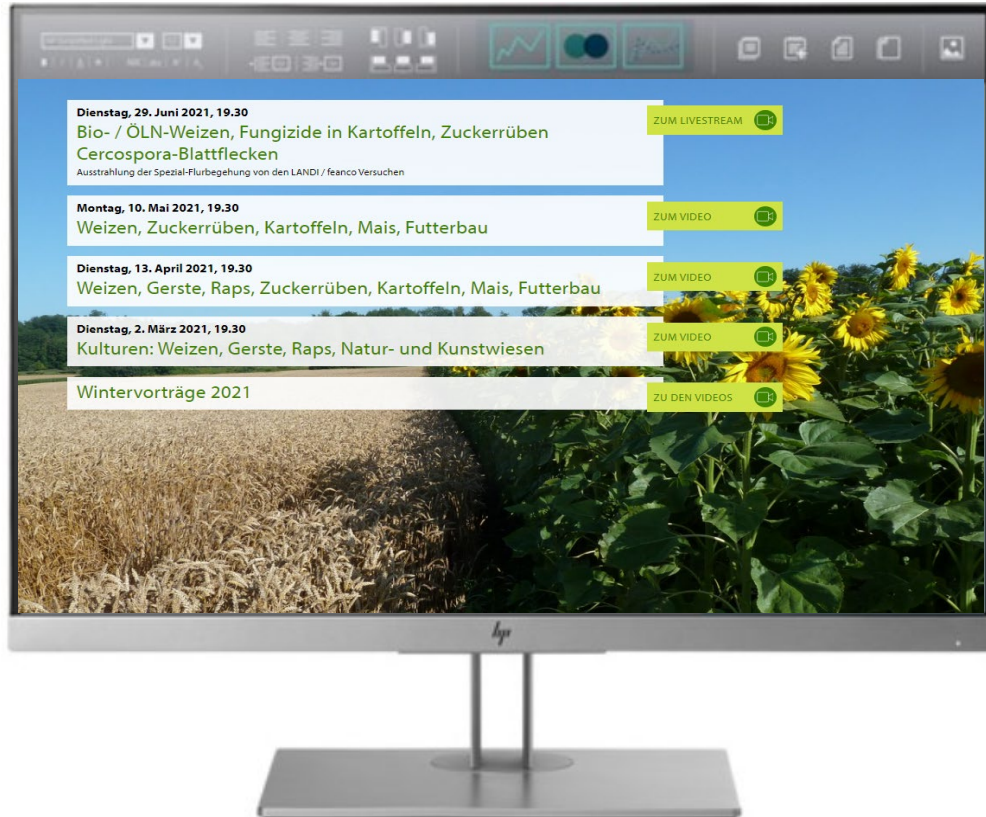 Dienstag, 29. Juni 2021, 19.30
Bio- / ÖLN-Weizen, Fungizide in Kartoffeln, Zuckerrüben
Cercospora-Blattflecken
Ausstrahlung der Spezial-Flurbegehung von den LANDI / feanco Versuchen
ZUM LIVESTREAM
Montag, 10. Mai 2021, 19.30
Weizen, Zuckerrüben, Kartoffeln, Mais, Futterbau
ZUM VIDEO
Dienstag, 13. April 2021, 19.30
Weizen, Gerste, Raps, Zuckerrüben, Kartoffeln, Mais, Futterbau
ZUM VIDEO
Dienstag, 2. März 2021, 19.30
Kulturen: Weizen, Gerste, Raps, Natur- und Kunstwiesen
ZUM VIDEO
Wintervorträge 2021
ZU DEN VIDEOS
hp